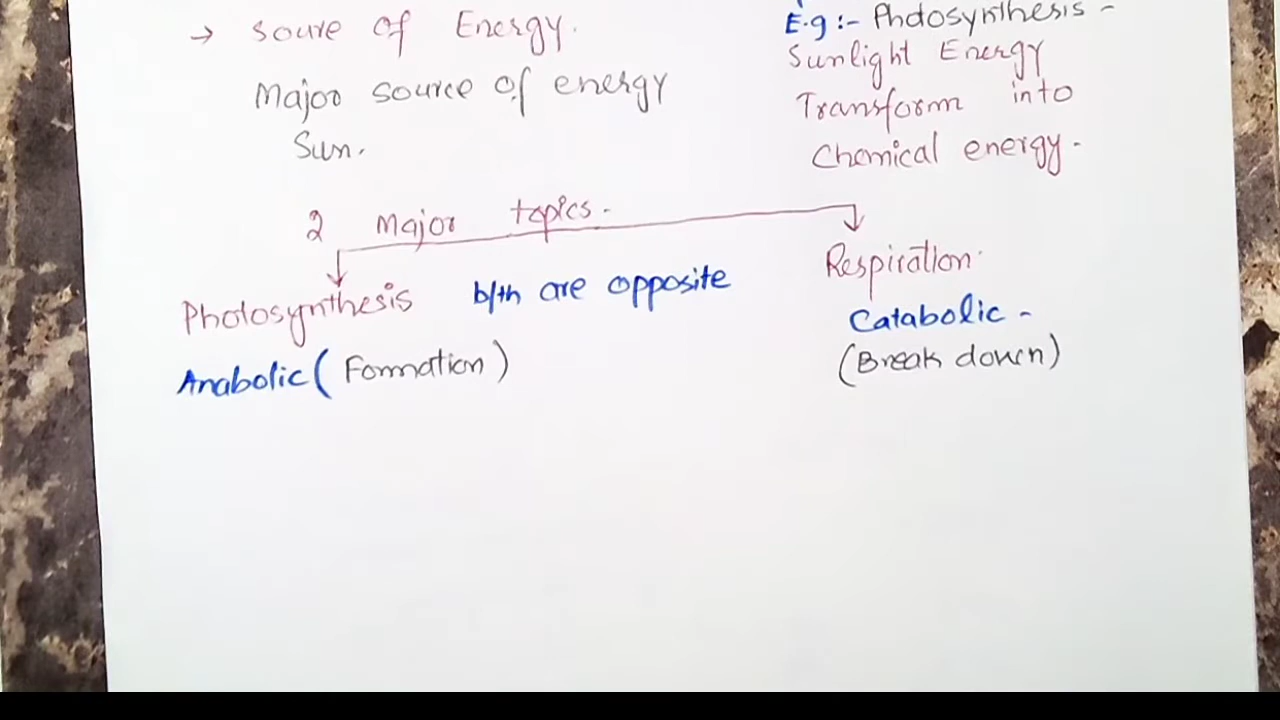 → Soure of Energy.
Major source of energy
Sun.
E.g :- Photosynthesis -
Sunlight Energy
Transform into
Chemical energy.
2 Major topics.
Photosynthesis b/th are opposite Respiration.
Anabolic ( Formation ) Catabolic -
(Break down)